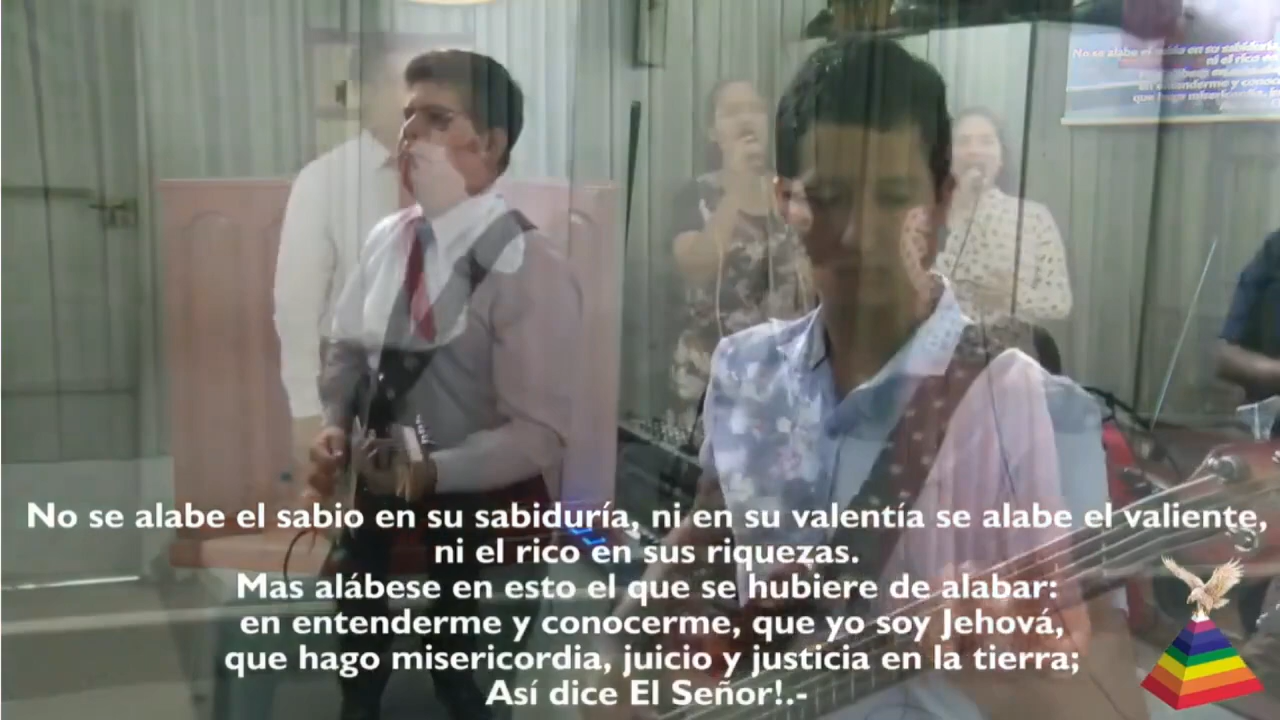 No se alabe el sabio en su sabiduría,
ni el rico en
que hago misericordia,
No se alabe el sabio en su sabiduría, ni en su valentía se alabe el valiente,
ni el rico en sus riquezas.
Mas alábese en esto el que se hubiere de alabar:
en entenderme y conocerme, que yo soy Jehová,
que hago misericordia, juicio y justicia en la tierra;
Así dice El Señor!.-